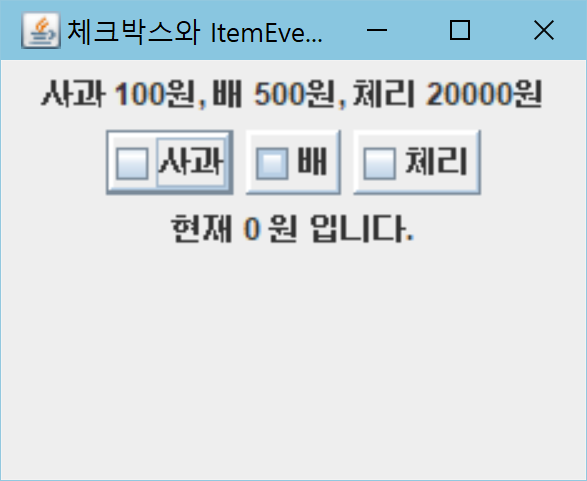 체크박스와 ItemEve...
사과 100원, 배 500원, 체리 20000원
사과 배 체리
현재 0 원 입니다.